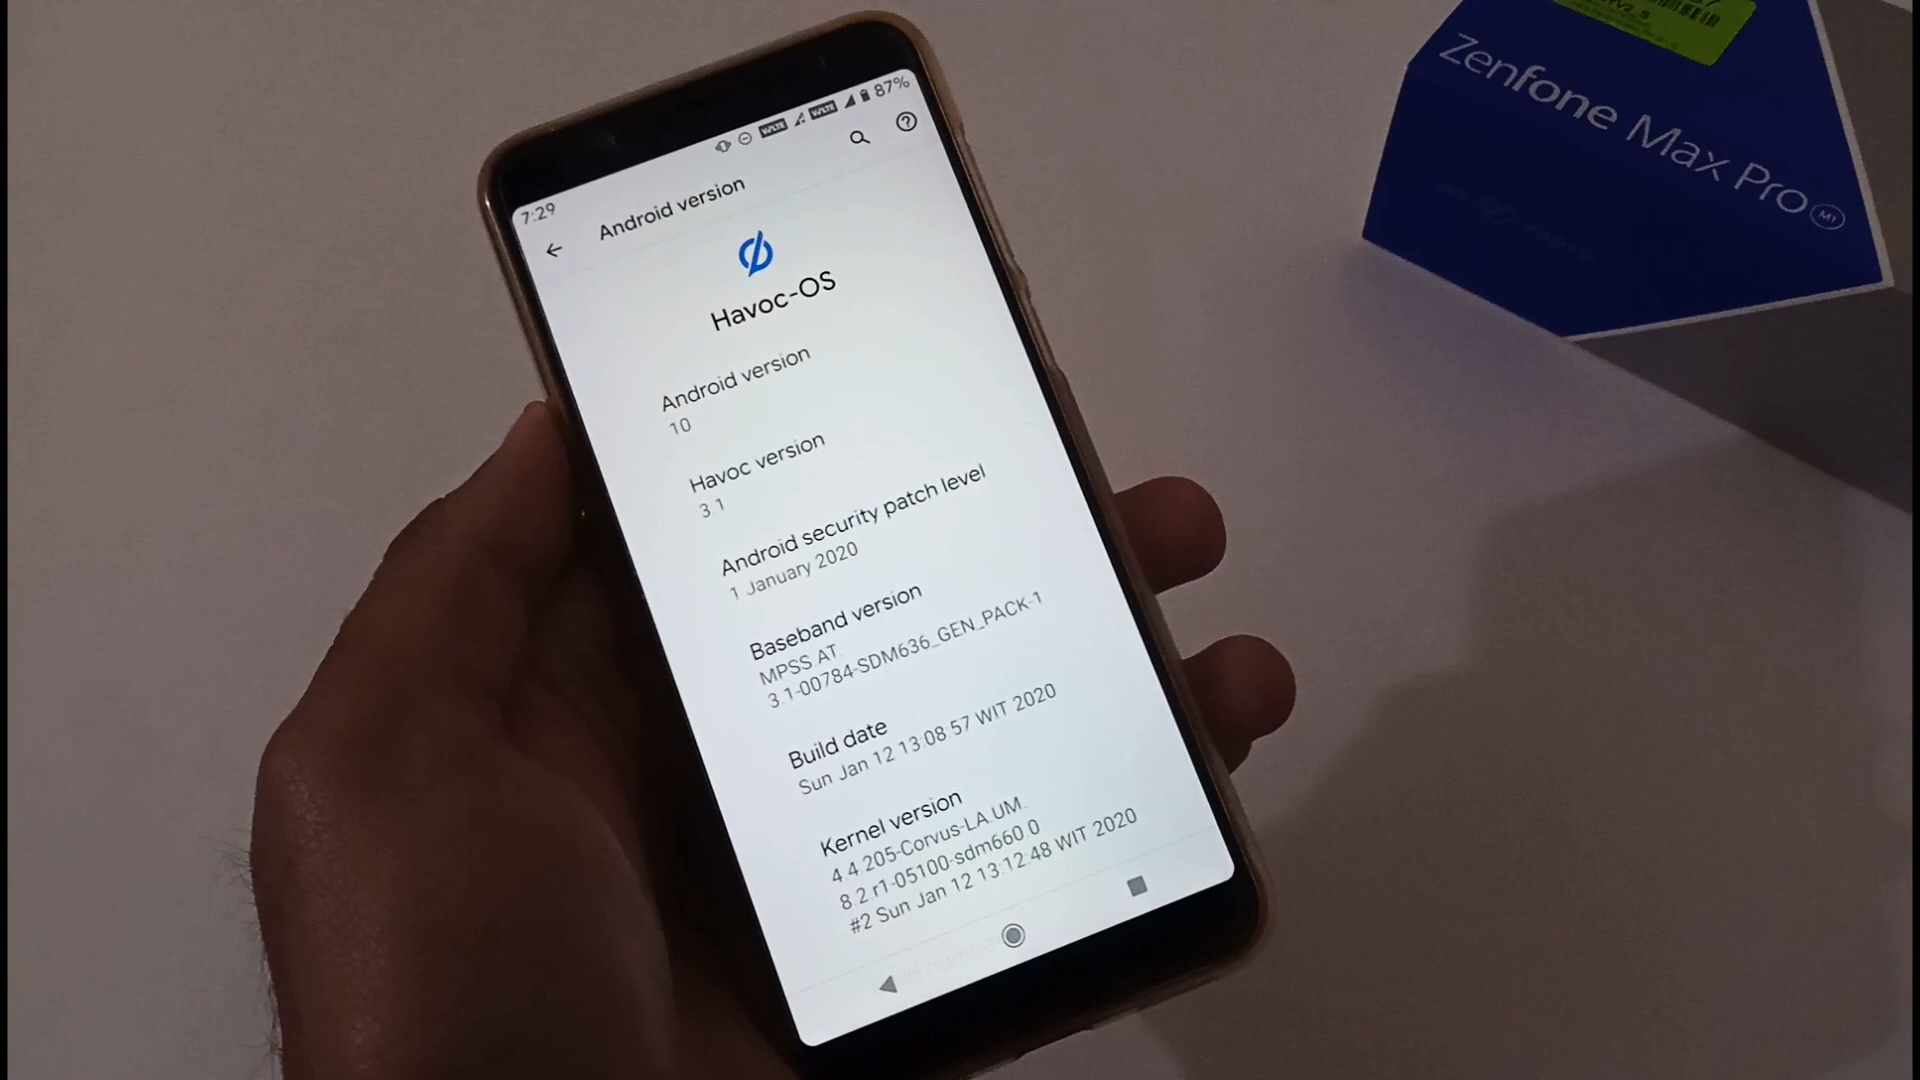 7:29
VoLTE VoLTE 87%
Android version
Havoc-OS
Android version
10
Havoc version
3.1
Android security patch level
1 January 2020
Baseband version
MPSS.AT.
3.1-00784-SDM636_GEN_PACK-1
Build date
Sun Jan 12 13:08:57 WIT 2020
Kernel version
4.4.205-Corvus-LA.UM.
8.2.r1-05100-sdm660.0
#2 Sun Jan 12 13:12:48 WIT 2020
Zenfone Max Pro M1